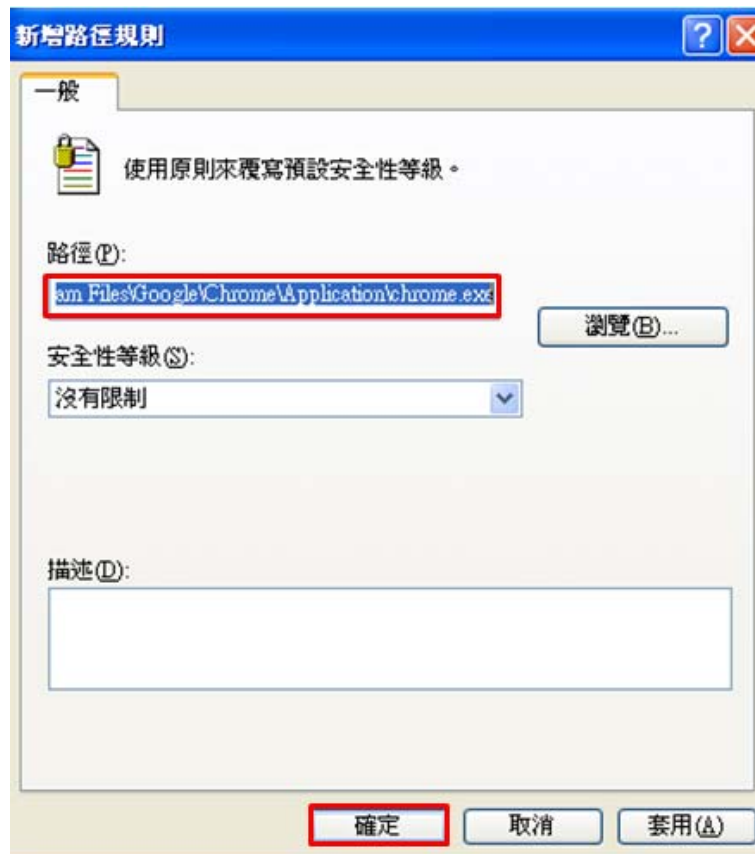 新增路徑規則
一般
使用原則來覆寫預設安全性等級。
路徑(P):
am Files\Google\Chrome\Application\chrome.exe
瀏覽(B)...
安全性等級(S):
沒有限制
描述(D):
確定
取消
套用(A)